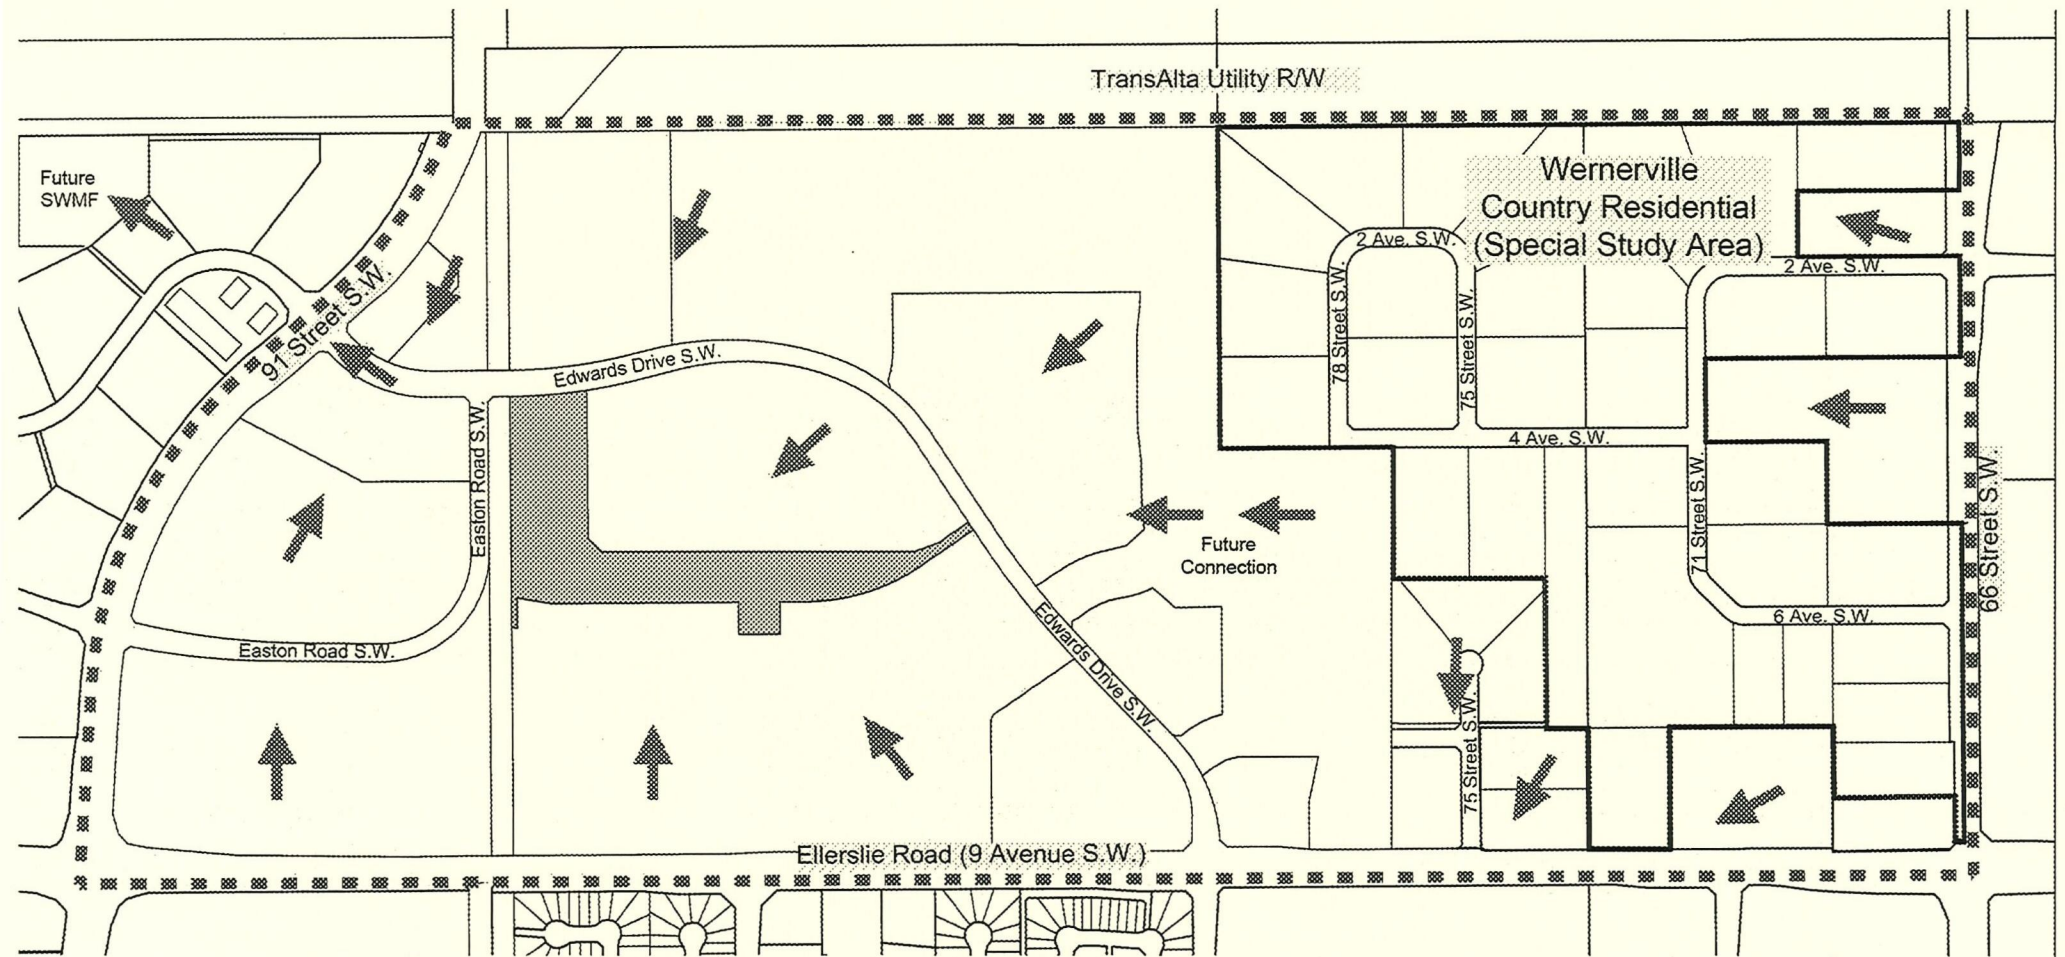 TransAlta Utility R/W
Future
SWMF
Wernerville
Country Residential
(Special Study Area)
2 Ave. S.W.
2 Ave. S.W.
78 Street S.W.
75 Street S.W.
91 Street S.W.
Edwards Drive S.W.
Easton Road S.W.
4 Ave. S.W.
71 Street S.W.
66 Street S.W.
Future
Connection
6 Ave. S.W.
Edwards Drive S.W.
Easton Road S.W.
75 Street S.W.
Ellerslie Road (9 Avenue S.W.)